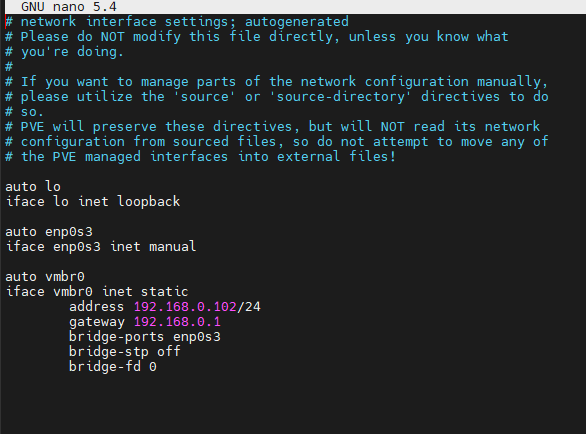 GNU nano 5.4
# network interface settings; autogenerated
# Please do NOT modify this file directly, unless you know what
# you're doing.
#
# If you want to manage parts of the network configuration manually,
# please utilize the 'source' or 'source-directory' directives to do
# so.
# PVE will preserve these directives, but will NOT read its network
# configuration from sourced files, so do not attempt to move any of
# the PVE managed interfaces into external files!

auto lo
iface lo inet loopback

auto enp0s3
iface enp0s3 inet manual

auto vmbr0
iface vmbr0 inet static
        address 192.168.0.102/24
        gateway 192.168.0.1
        bridge-ports enp0s3
        bridge-stp off
        bridge-fd 0